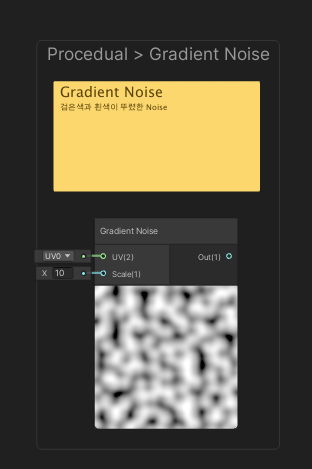 Procedual > Gradient Noise
Gradient Noise
검은색과 흰색이 뚜렸한 Noise
Gradient Noise
UV0 UV(2) Out(1)
X 10 Scale(1)